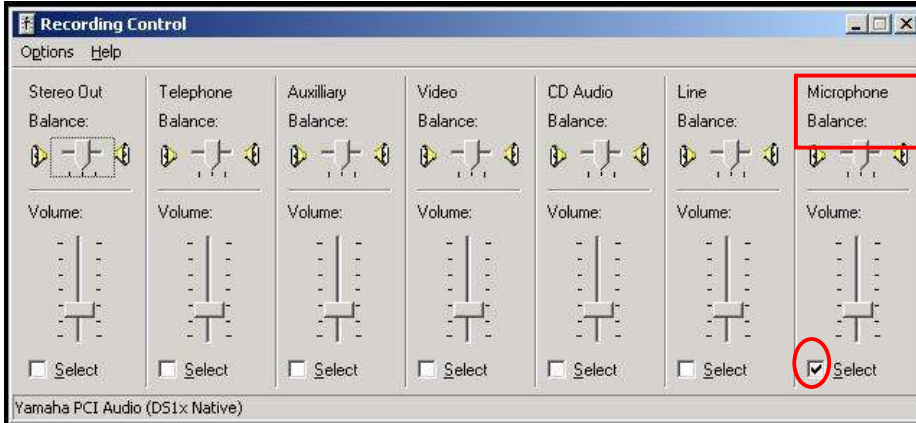 Recording Control
Options Help
Stereo Out Telephone Auxilliary Video CD Audio Line Microphone
Balance: Balance: Balance: Balance: Balance: Balance: Balance:
Volume: Volume: Volume: Volume: Volume: Volume: Volume:
Select Select Select Select Select Select Select
Yamaha PCI Audio (DS1x Native)